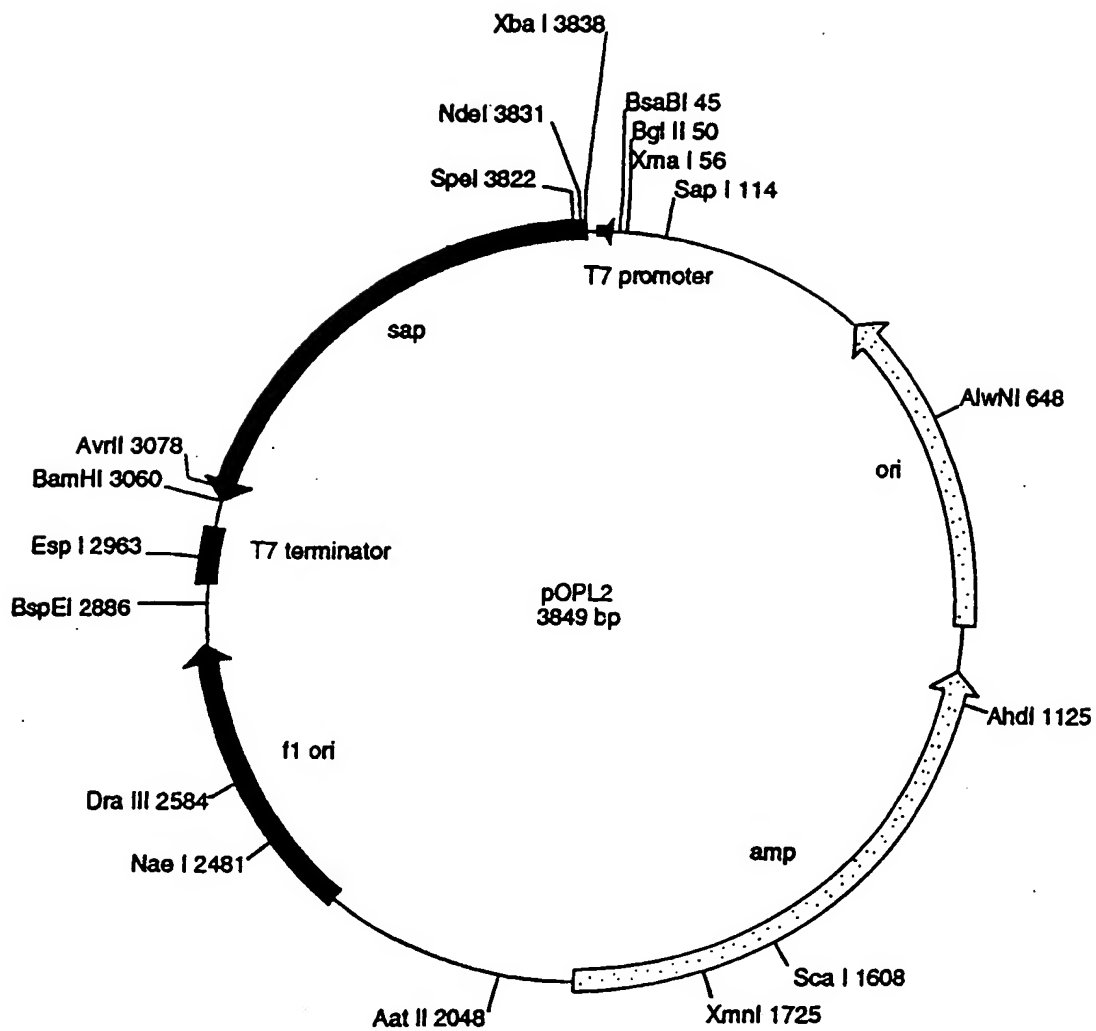 Xba I 3838
NdeI 3831
SpeI 3822
BsaBI 45
Bgl II 50
Xma I 56
Sap I 114
T7 promoter
sap
AlwNI 648
ori
AvrII 3078
BamHI 3060
Esp I 2963
T7 terminator
BspEI 2886
pOPL2
3849 bp
AhdI 1125
f1 ori
Dra III 2584
Nae I 2481
amp
Sca I 1608
XmnI 1725
Aat II 2048